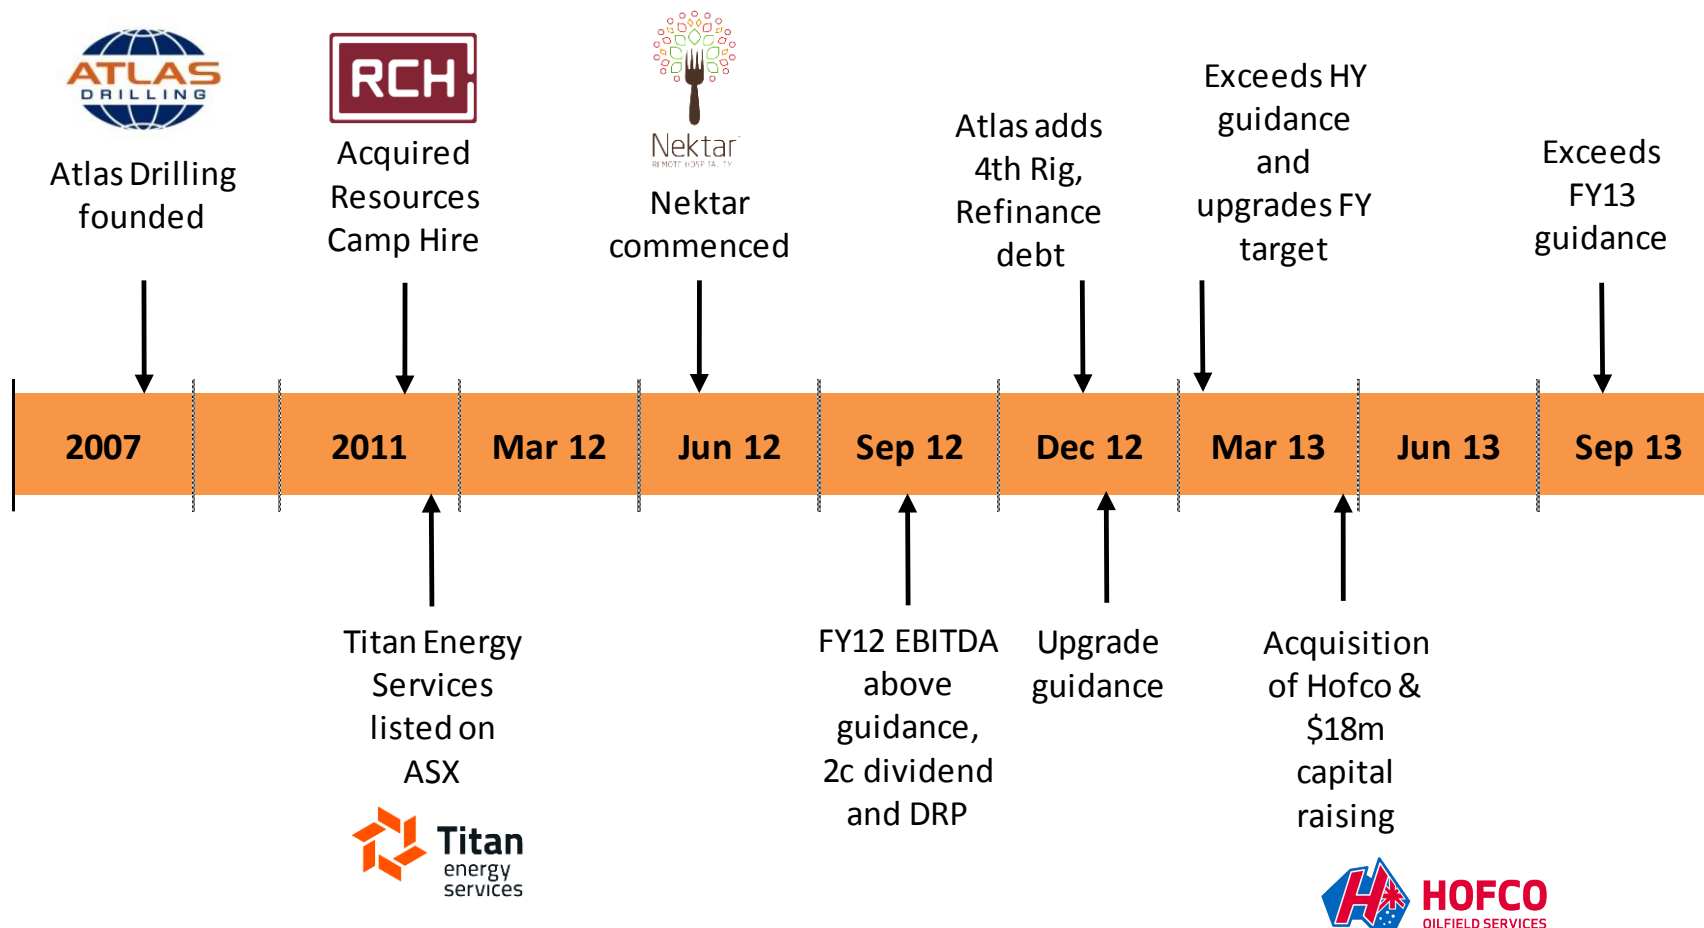 ATLAS
DRILLING
Atlas Drilling
founded
RCH
Acquired
Resources
Camp Hire
Nektar
REMOTE HOSPITALITY
Nektar
commenced
Atlas adds
4th Rig,
Refinance
debt
Exceeds HY
guidance
and
upgrades FY
target
Exceeds
FY13
guidance
2007
2011
Mar 12
Jun 12
Sep 12
Dec 12
Mar 13
Jun 13
Sep 13
Titan Energy
Services
listed on
ASX
Titan
energy
services
FY12 EBITDA
above
guidance,
2c dividend
and DRP
Upgrade
guidance
Acquisition
of Hofco &
$18m
capital
raising
HOFCO
OILFIELD SERVICES